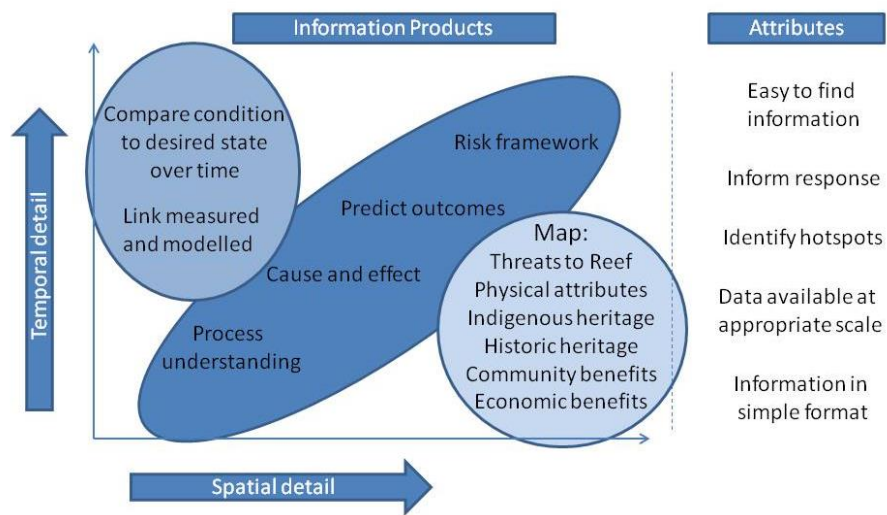 Information Products
Attributes
Temporal detail
Compare condition
to desired state
over time
Link measured
and modelled
Risk framework
Predict outcomes
Cause and effect
Process
understanding
Map:
Threats to Reef
Physical attributes
Indigenous heritage
Historic heritage
Community benefits
Economic benefits
Spatial detail
Easy to find
information
Inform response
Identify hotspots
Data available at
appropriate scale
Information in
simple format